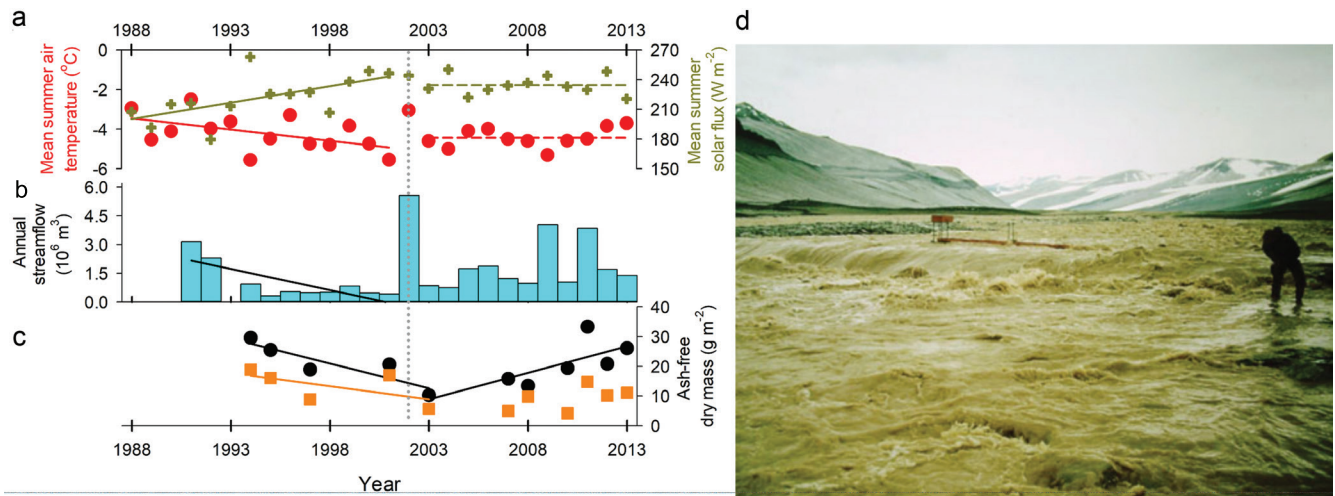 a
d
1988 1993 1998 2003 2008 2013
Mean summer air
temperature (°C)
0
-2
-4
-6
270
240
210
180
150
Mean summer
solar flux (W m⁻²)
b
Annual
streamflow
(10⁶ m³)
6.0
4.5
3.0
1.5
0.0
c
40
30
20
10
0
Ash-free
dry mass (g m⁻²)
1988 1993 1998 2003 2008 2013
Year